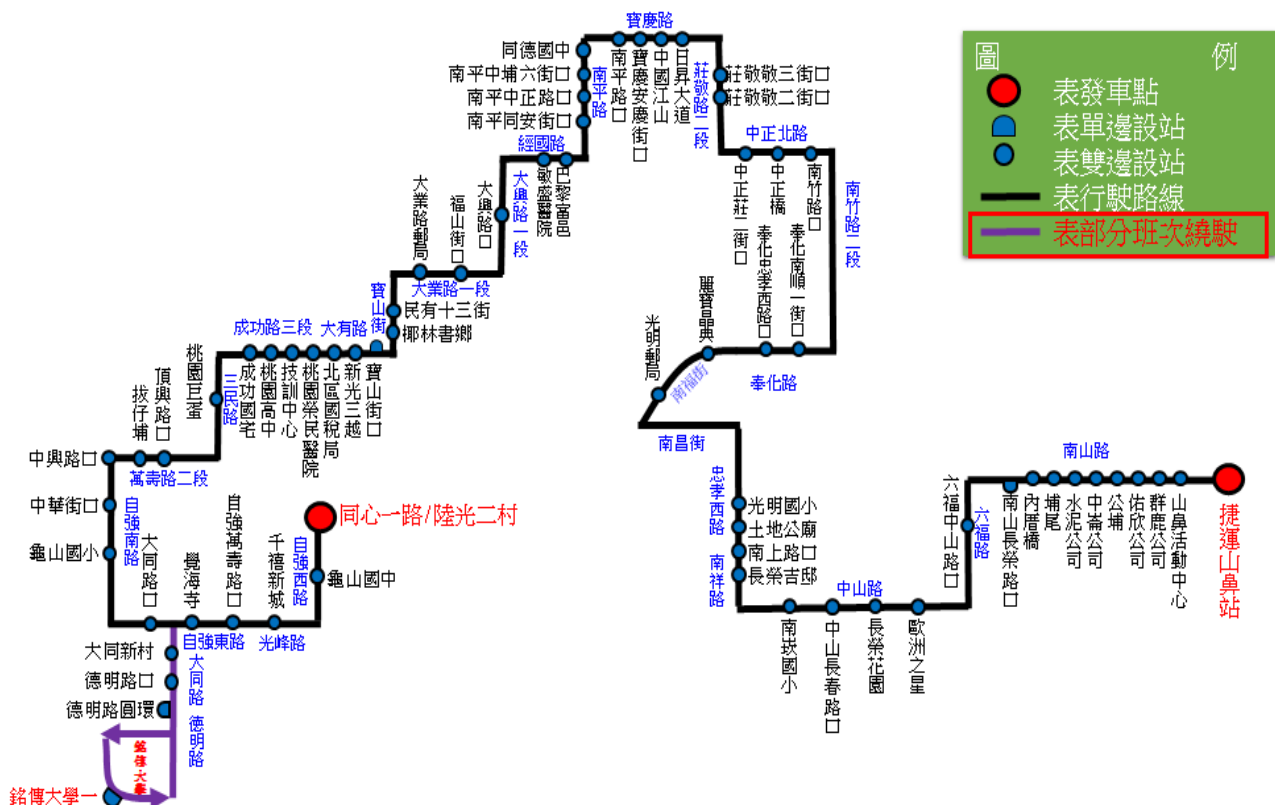 圖 例
表發車點
表單邊設站
表雙邊設站
表行駛路線
表部分班次繞駛
寶慶路
同德國中
南平中埔六街口
南平中正路口
南平同安街口
南平路
南平路口
寶慶安慶街口
中國江山
日昇大道
莊敬路二段
莊敬敬三街口
莊敬敬二街口
中正北路
中正莊二街口
中正橋
南竹路口
南竹路二段
經國路
敏盛醫院
巴黎富邑
大興路一段
大興路口
福山街口
大業路郵局
大業路一段
民有十三街
椰林書鄉
寶山街
成功路三段
大有路
成功國宅
桃園高中
技訓中心
桃園榮民醫院
北區國稅局
新光三越
寶山街口
三民路
桃園巨蛋
頂興路口
拔仔埔
萬壽路二段
中興路口
中華街口
龜山國小
自強南路
大同路口
覺海寺
自強萬壽路口
千禧新城
自強西路
同心一路/陸光二村
龜山國中
自強東路
光峰路
大同新村
德明路口
德明路圓環
大同路
德明路
銘傳大學
銘傳大學一
奉化忠孝西路口
奉化南順一街口
奉化路
麗寶晶典
光明郵局
南福街
南昌街
忠孝西路
光明國小
土地公廟
南上路口
長榮吉邸
南祥路
中山路
南崁國小
中山長春路口
長榮花園
歐洲之星
六福中山路口
六福路
南山路
南山長榮路口
內厝橋
埔尾
水泥公司
中崙公司
公埔
佑欣公司
群鹿公司
山鼻活動中心
捷運山鼻站